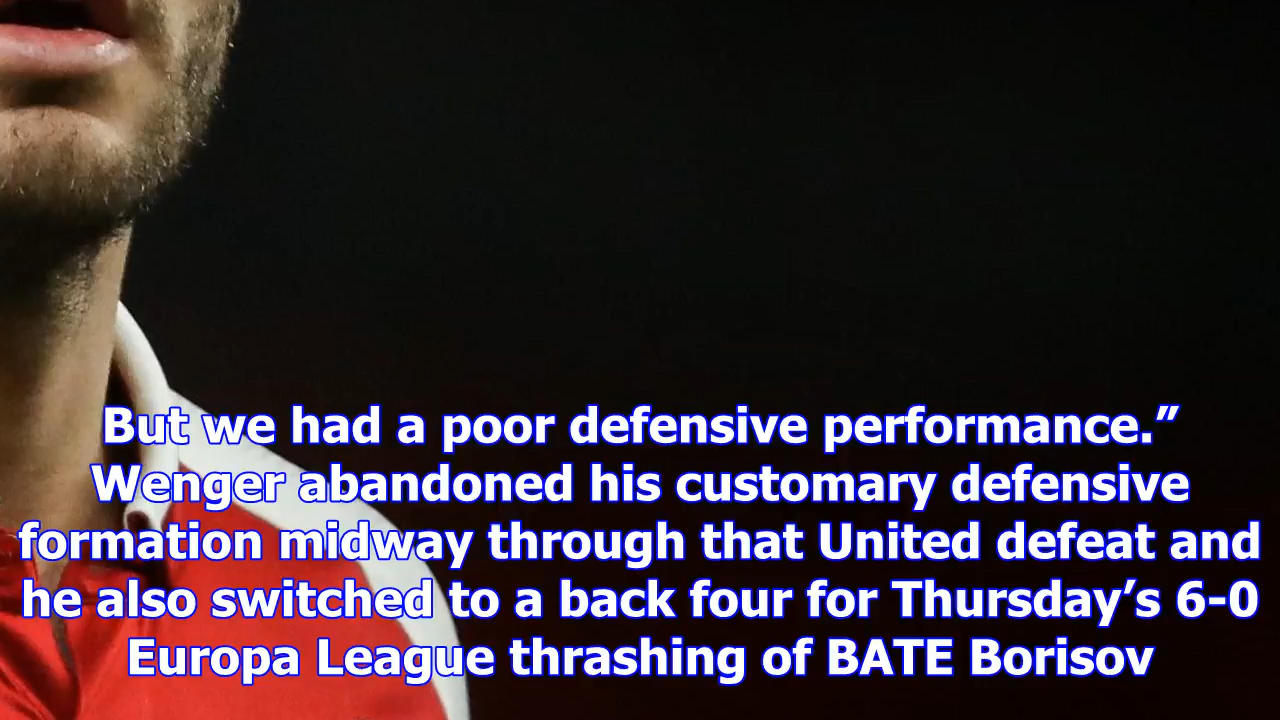 But we had a poor defensive performance.”
Wenger abandoned his customary defensive
formation midway through that United defeat and
he also switched to a back four for Thursday’s 6-0
Europa League thrashing of BATE Borisov